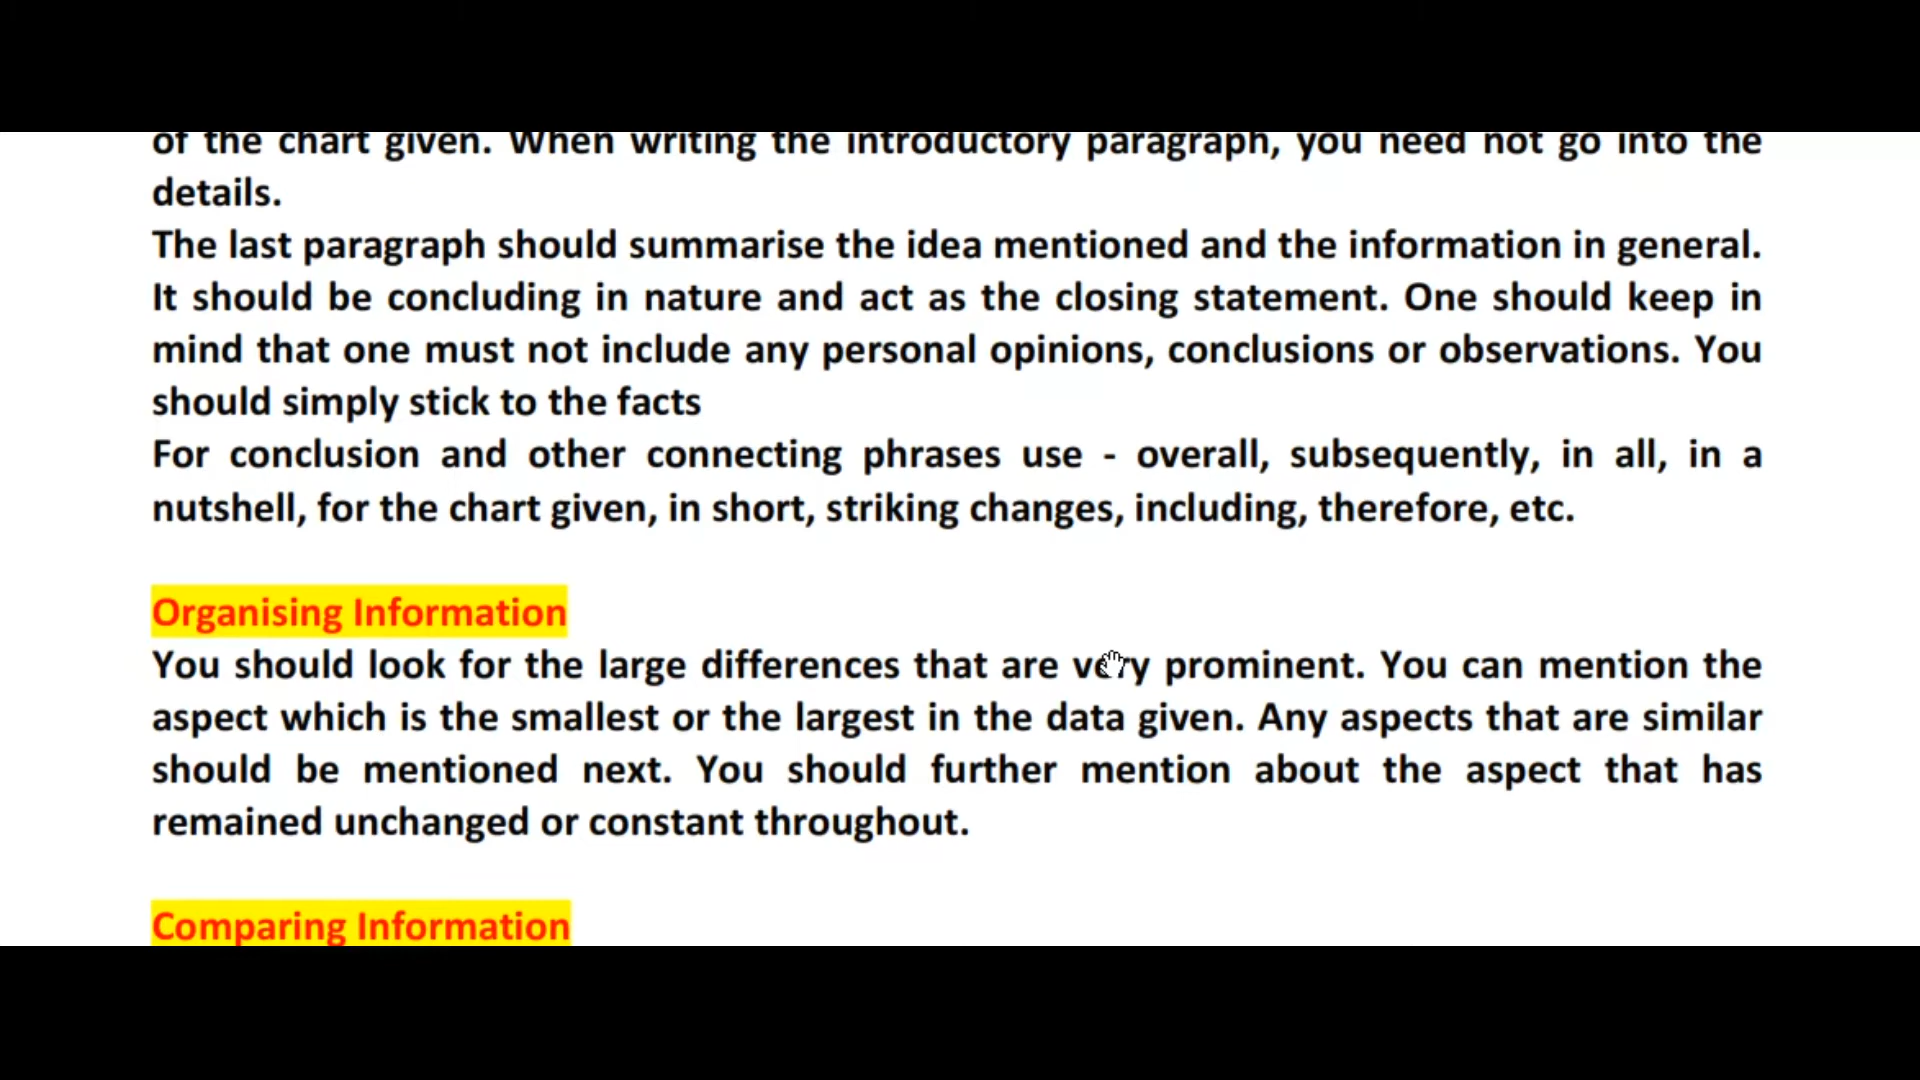 of the chart given. When writing the introductory paragraph, you need not go into the
details.
The last paragraph should summarise the idea mentioned and the information in general.
It should be concluding in nature and act as the closing statement. One should keep in
mind that one must not include any personal opinions, conclusions or observations. You
should simply stick to the facts
For conclusion and other connecting phrases use - overall, subsequently, in all, in a
nutshell, for the chart given, in short, striking changes, including, therefore, etc.
Organising Information
You should look for the large differences that are very prominent. You can mention the
aspect which is the smallest or the largest in the data given. Any aspects that are similar
should be mentioned next. You should further mention about the aspect that has
remained unchanged or constant throughout.
Comparing Information